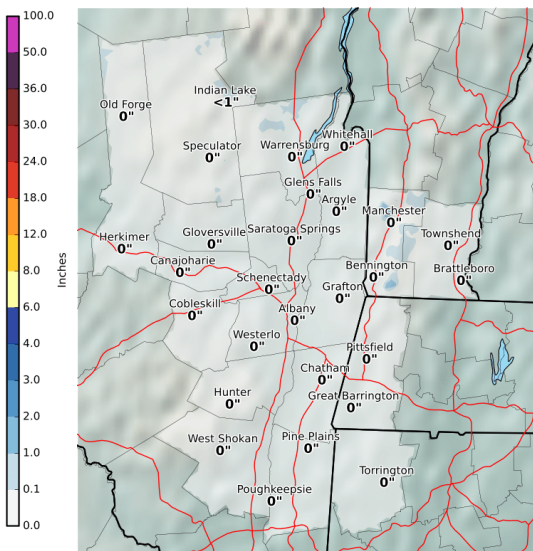 100.0
50.0
36.0
30.0
24.0
18.0
12.0
8.0
6.0
4.0
3.0
2.0
1.0
0.1
0.0
Inches
Indian Lake
<1"
Old Forge
0"
Whitehall
0"
Speculator
0"
Warrensburg
0"
Glens Falls
0"
Argyle
0"
Manchester
0"
Herkimer
0"
Gloversville
0"
Saratoga Springs
0"
Townshend
0"
Canajoharie
0"
Schenectady
0"
Bennington
0"
Brattleboro
0"
Grafton
0"
Cobleskill
0"
Albany
0"
Westerlo
0"
Pittsfield
0"
Chatham
0"
Hunter
0"
Great Barrington
0"
West Shokan
0"
Pine Plains
0"
Torrington
0"
Poughkeepsie
0"